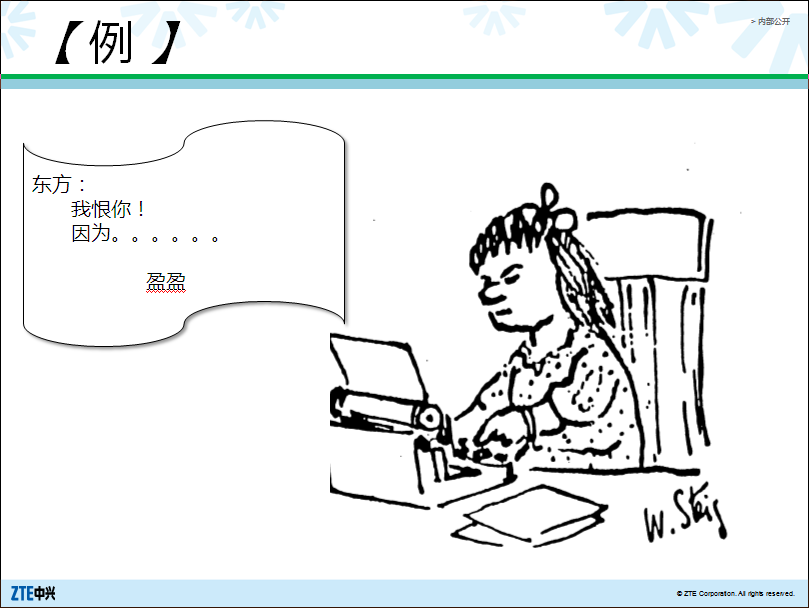 > 内部公开
【例 】
东方：
我恨你！
因为。。。。。。
盈盈
W. Steig
ZTE中兴
© ZTE Corporation. All rights reserved.